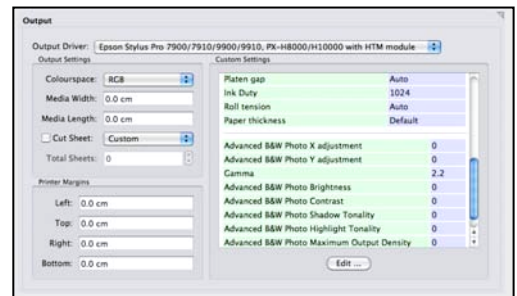 Output
Output Driver: Epson Stylus Pro 7900/7910/9900/9910, PX-H8000/H10000 with HTM module
Output Settings
Colourspace: RGB
Media Width: 0.0 cm
Media Length: 0.0 cm
Cut Sheet: Custom
Total Sheets: 0
Printer Margins
Left: 0.0 cm
Top: 0.0 cm
Right: 0.0 cm
Bottom: 0.0 cm
Custom Settings
Platen gap Auto
Ink Duty 1024
Roll tension Auto
Paper thickness Default
Advanced B&W Photo X adjustment 0
Advanced B&W Photo Y adjustment 0
Gamma 2.2
Advanced B&W Photo Brightness 0
Advanced B&W Photo Contrast 0
Advanced B&W Photo Shadow Tonality 0
Advanced B&W Photo Highlight Tonality 0
Advanced B&W Photo Maximum Output Density 0
Edit ...